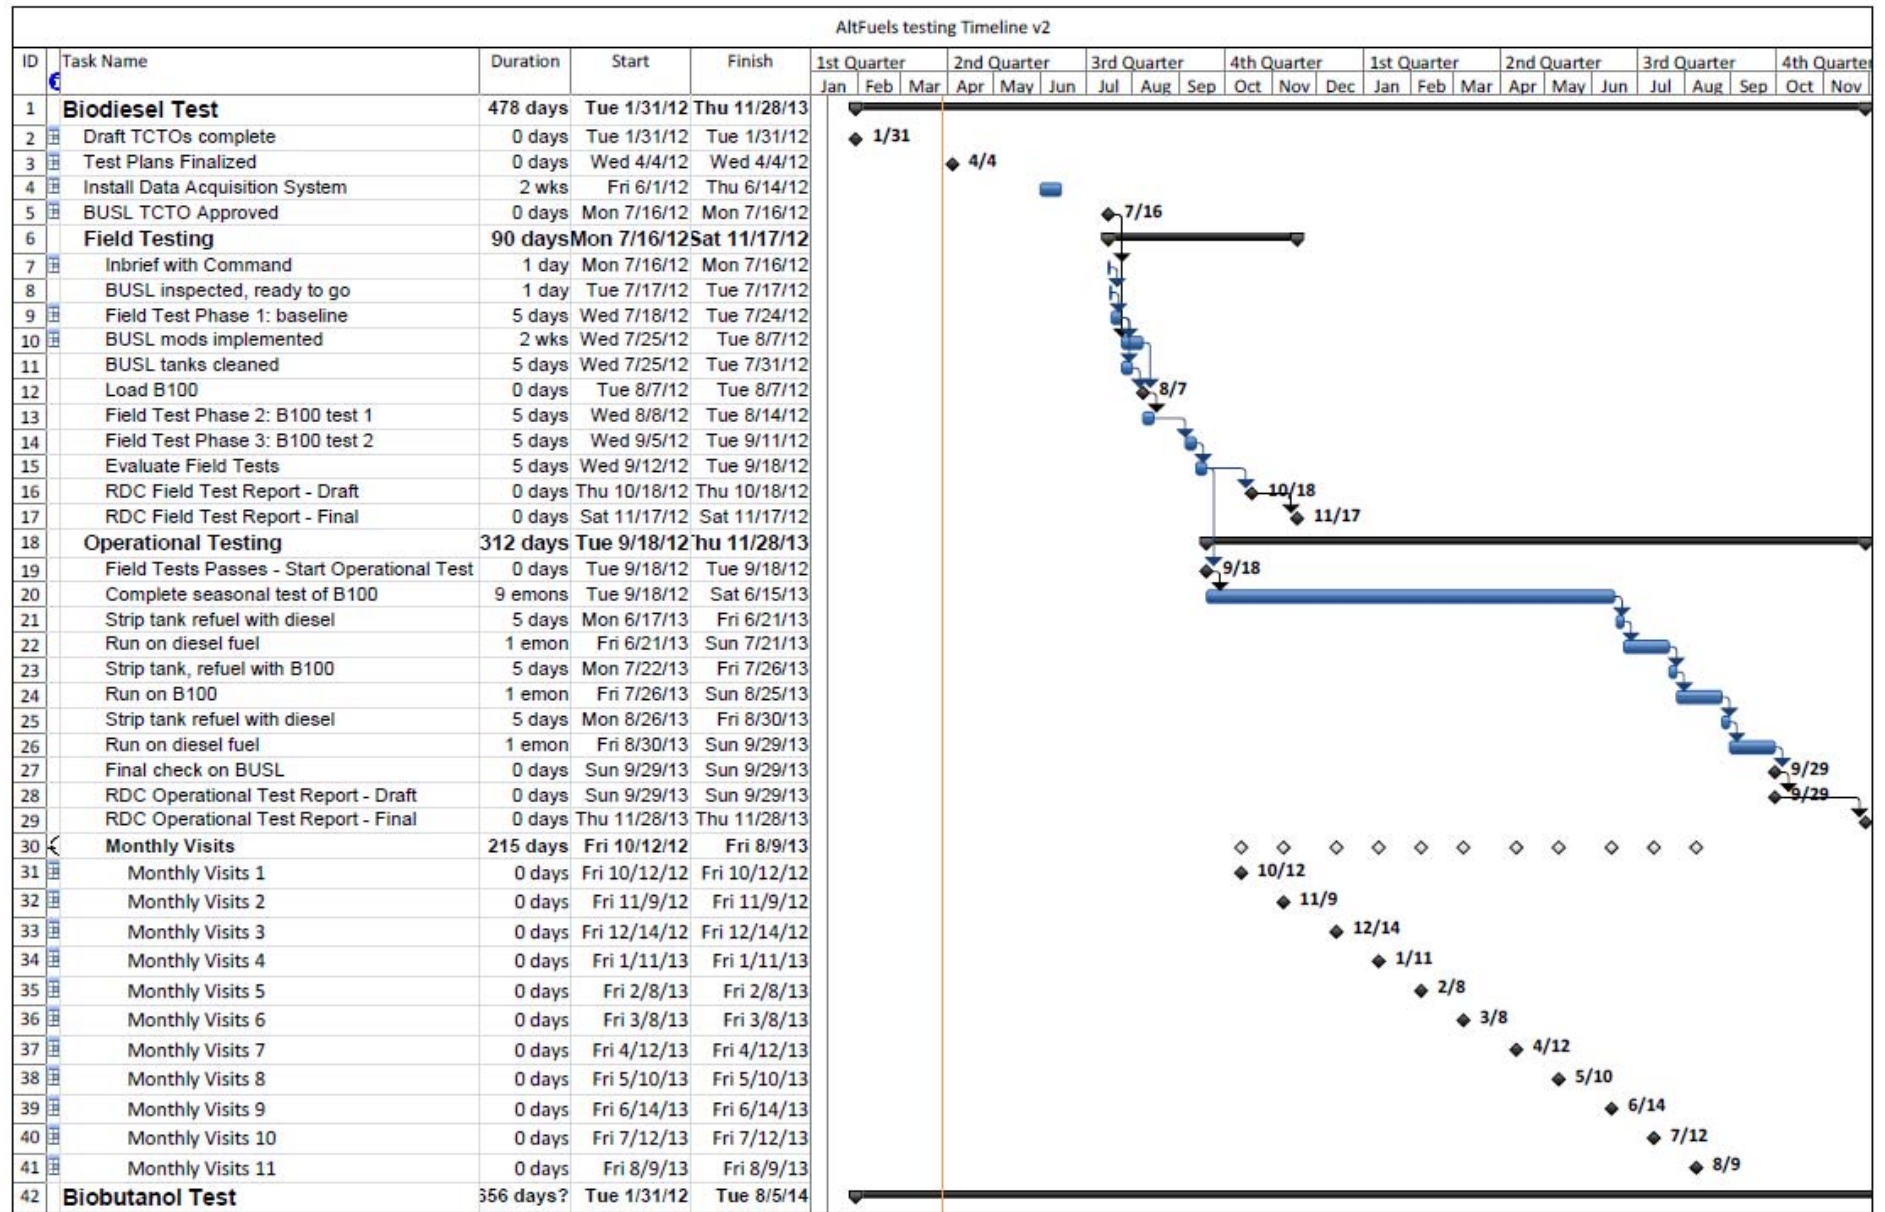 AltFuels testing Timeline v2
ID Task Name Duration Start Finish 1st Quarter 2nd Quarter 3rd Quarter 4th Quarter 1st Quarter 2nd Quarter 3rd Quarter 4th Quarter
Jan Feb Mar Apr May Jun Jul Aug Sep Oct Nov Dec Jan Feb Mar Apr May Jun Jul Aug Sep Oct Nov
1 Biodiesel Test 478 days Tue 1/31/12 Thu 11/28/13
2 Draft TCTOs complete 0 days Tue 1/31/12 Tue 1/31/12 1/31
3 Test Plans Finalized 0 days Wed 4/4/12 Wed 4/4/12 4/4
4 Install Data Acquisition System 2 wks Fri 6/1/12 Thu 6/14/12
5 BUSL TCTO Approved 0 days Mon 7/16/12 Mon 7/16/12 7/16
6 Field Testing 90 days Mon 7/16/12 Sat 11/17/12
7 Inbrief with Command 1 day Mon 7/16/12 Mon 7/16/12
8 BUSL inspected, ready to go 1 day Tue 7/17/12 Tue 7/17/12
9 Field Test Phase 1: baseline 5 days Wed 7/18/12 Tue 7/24/12
10 BUSL mods implemented 2 wks Wed 7/25/12 Tue 8/7/12
11 BUSL tanks cleaned 5 days Wed 7/25/12 Tue 7/31/12
12 Load B100 0 days Tue 8/7/12 Tue 8/7/12 8/7
13 Field Test Phase 2: B100 test 1 5 days Wed 8/8/12 Tue 8/14/12
14 Field Test Phase 3: B100 test 2 5 days Wed 9/5/12 Tue 9/11/12
15 Evaluate Field Tests 5 days Wed 9/12/12 Tue 9/18/12
16 RDC Field Test Report - Draft 0 days Thu 10/18/12 Thu 10/18/12 10/18
17 RDC Field Test Report - Final 0 days Sat 11/17/12 Sat 11/17/12 11/17
18 Operational Testing 312 days Tue 9/18/12 hu 11/28/13
19 Field Tests Passes - Start Operational Test 0 days Tue 9/18/12 Tue 9/18/12 9/18
20 Complete seasonal test of B100 9 emons Tue 9/18/12 Sat 6/15/13
21 Strip tank refuel with diesel 5 days Mon 6/17/13 Fri 6/21/13
22 Run on diesel fuel 1 emon Fri 6/21/13 Sun 7/21/13
23 Strip tank, refuel with B100 5 days Mon 7/22/13 Fri 7/26/13
24 Run on B100 1 emon Fri 7/26/13 Sun 8/25/13
25 Strip tank refuel with diesel 5 days Mon 8/26/13 Fri 8/30/13
26 Run on diesel fuel 1 emon Fri 8/30/13 Sun 9/29/13
27 Final check on BUSL 0 days Sun 9/29/13 Sun 9/29/13 9/29
28 RDC Operational Test Report - Draft 0 days Sun 9/29/13 Sun 9/29/13 9/29
29 RDC Operational Test Report - Final 0 days Thu 11/28/13 Thu 11/28/13
30 Monthly Visits 215 days Fri 10/12/12 Fri 8/9/13
31 Monthly Visits 1 0 days Fri 10/12/12 Fri 10/12/12 10/12
32 Monthly Visits 2 0 days Fri 11/9/12 Fri 11/9/12 11/9
33 Monthly Visits 3 0 days Fri 12/14/12 Fri 12/14/12 12/14
34 Monthly Visits 4 0 days Fri 1/11/13 Fri 1/11/13 1/11
35 Monthly Visits 5 0 days Fri 2/8/13 Fri 2/8/13 2/8
36 Monthly Visits 6 0 days Fri 3/8/13 Fri 3/8/13 3/8
37 Monthly Visits 7 0 days Fri 4/12/13 Fri 4/12/13 4/12
38 Monthly Visits 8 0 days Fri 5/10/13 Fri 5/10/13 5/10
39 Monthly Visits 9 0 days Fri 6/14/13 Fri 6/14/13 6/14
40 Monthly Visits 10 0 days Fri 7/12/13 Fri 7/12/13 7/12
41 Monthly Visits 11 0 days Fri 8/9/13 Fri 8/9/13 8/9
42 Biobutanol Test 656 days? Tue 1/31/12 Tue 8/5/14